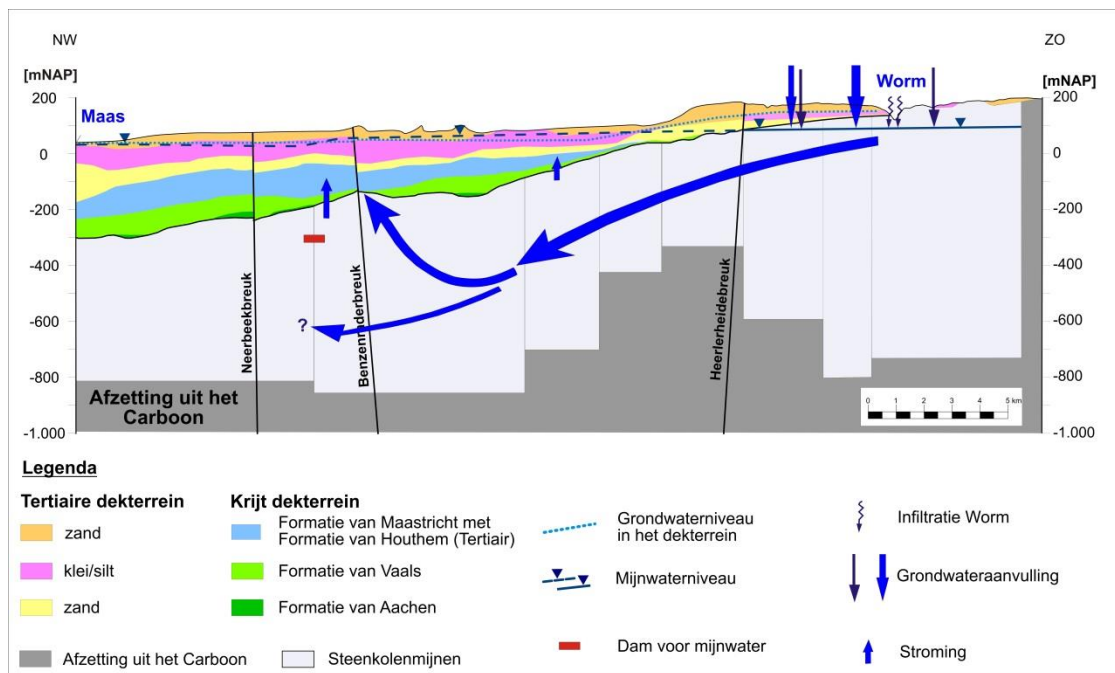 NW
ZO
[mNAP]
[mNAP]
Maas
Worm
200
0
-200
-400
-600
-800
-1.000
200
0
-200
-400
-600
-800
-1.000
?
Neerbeekbreuk
Benzenraderbreuk
Heerlerheidebreuk
Afzetting uit het
Carboon
0 1 2 3 4 5 km
Legenda
Tertiaire dekterrein
zand
klei/silt
zand
Krijt dekterrein
Formatie van Maastricht met
Formatie van Houthem (Tertiair)
Formatie van Vaals
Formatie van Aachen
Grondwaterniveau
in het dekterrein
Mijnwaterniveau
Dam voor mijnwater
Infiltratie Worm
Grondwateraanvulling
Stroming
Afzetting uit het Carboon
Steenkolenmijnen